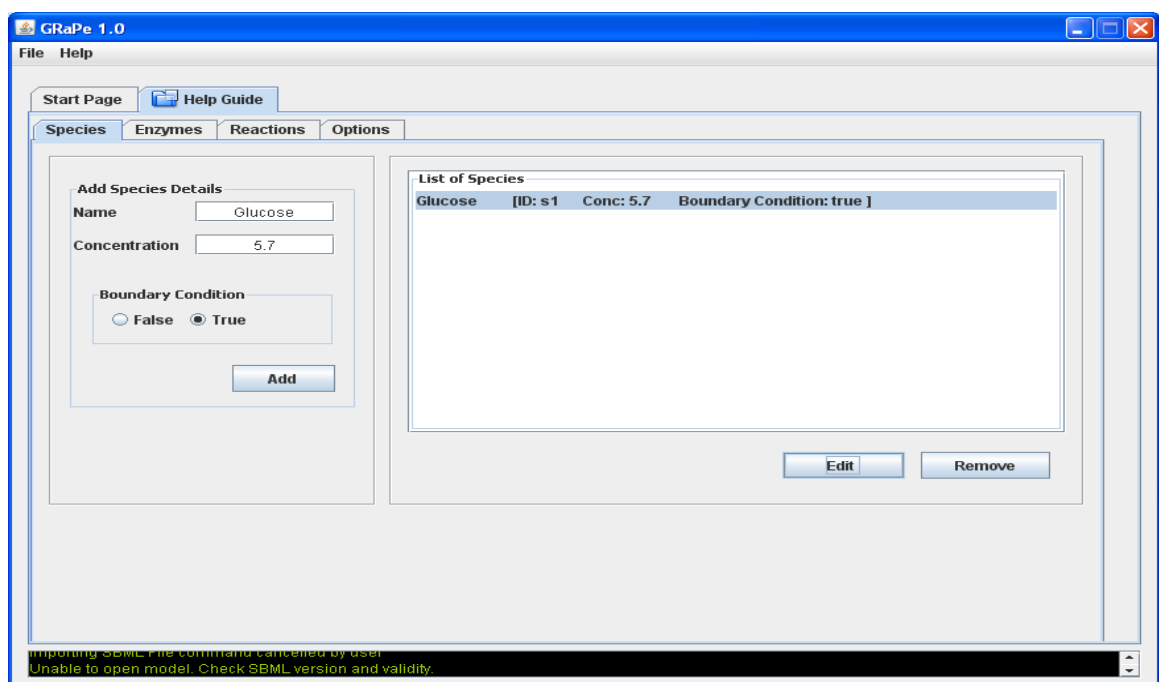 GRaPe 1.0
File Help
Start Page Help Guide
Species Enzymes Reactions Options
Add Species Details
Name Glucose
Concentration 5.7
Boundary Condition
False True
Add
List of Species
Glucose [ID: s1 Conc: 5.7 Boundary Condition: true ]
Edit Remove
Importing SBML File command cancelled by user
Unable to open model. Check SBML version and validity.